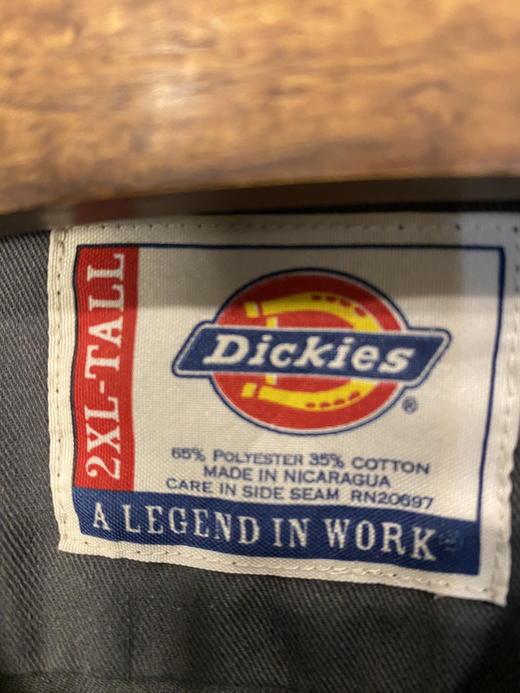 2XL-TALL
Dickies
®
65% POLYESTER 35% COTTON
MADE IN NICARAGUA
CARE IN SIDE SEAM RN20697
A LEGEND IN WORK